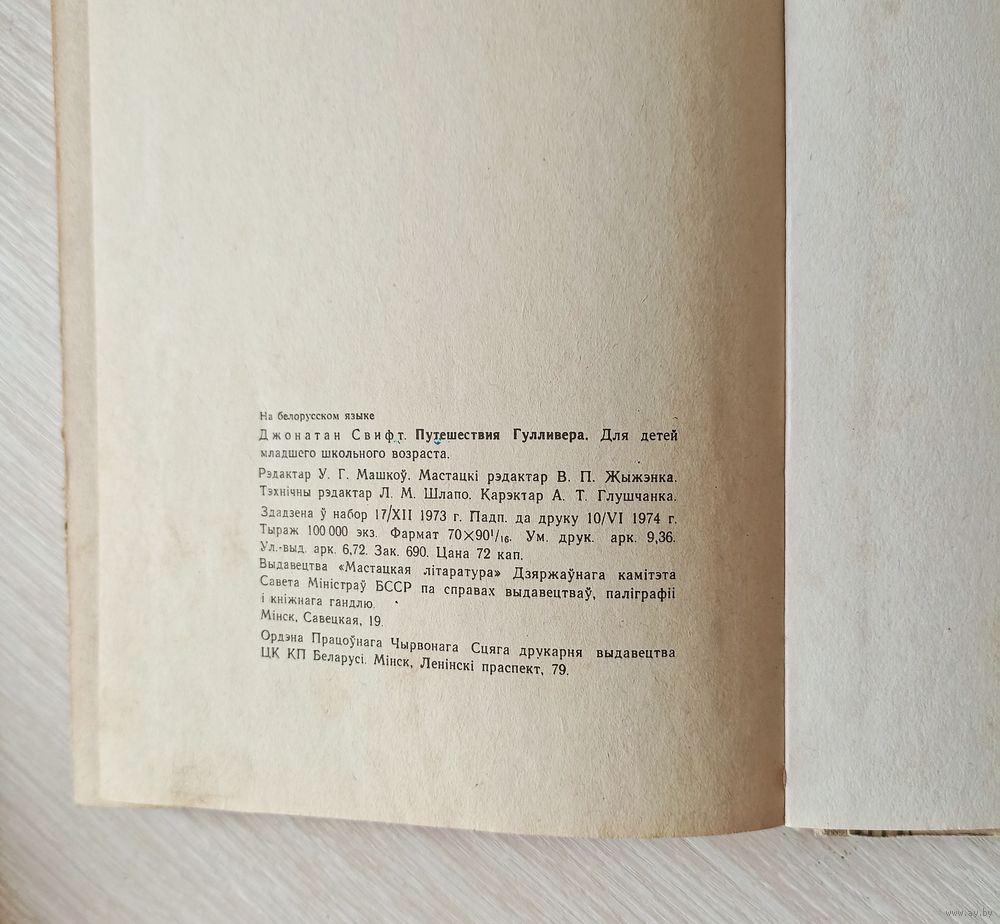 На белорусском языке
Джонатан Свифт. Путешествия Гулливера. Для детей
младшего школьного возраста.
Рэдактар У. Г. Машкоў. Мастацкі рэдактар В. П. Жыжэнка.
Тэхнічны рэдактар Л. М. Шлапо. Карэктар А. Т. Глушчанка.
Здадзена ў набор 17/XII 1973 г. Падп. да друку 10/VI 1974 г.
Тыраж 100 000 экз. Фармат 70×90¹/₁₆. Ум. друк. арк. 9,36.
Ул.-выд. арк. 6,72. Зак. 690. Цана 72 кап.
Выдавецтва «Мастацкая літаратура» Дзяржаўнага камітэта
Савета Міністраў БССР па справах выдавецтваў, паліграфіі
і кніжнага гандлю.
Мінск, Савецкая, 19.
Ордэна Працоўнага Чырвонага Сцяга друкарня выдавецтва
ЦК КП Беларусі. Мінск, Ленінскі праспект, 79.
www.ay.by